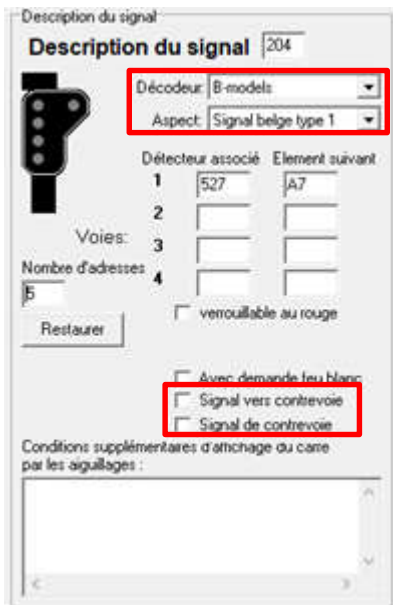 Description du signal
Description du signal 204
Décodeur: B-models
Aspect: Signal belge type 1
Détecteur associé Element suivant
1 527 A7
2
Voies:
3
Nombre d'adresses
4
5
verrouillable au rouge
Restaurer
Avec demande feu blanc
Signal vers contrevoie
Signal de contrevoie
Conditions supplémentaires d'affichage du carré
par les aiguillages :